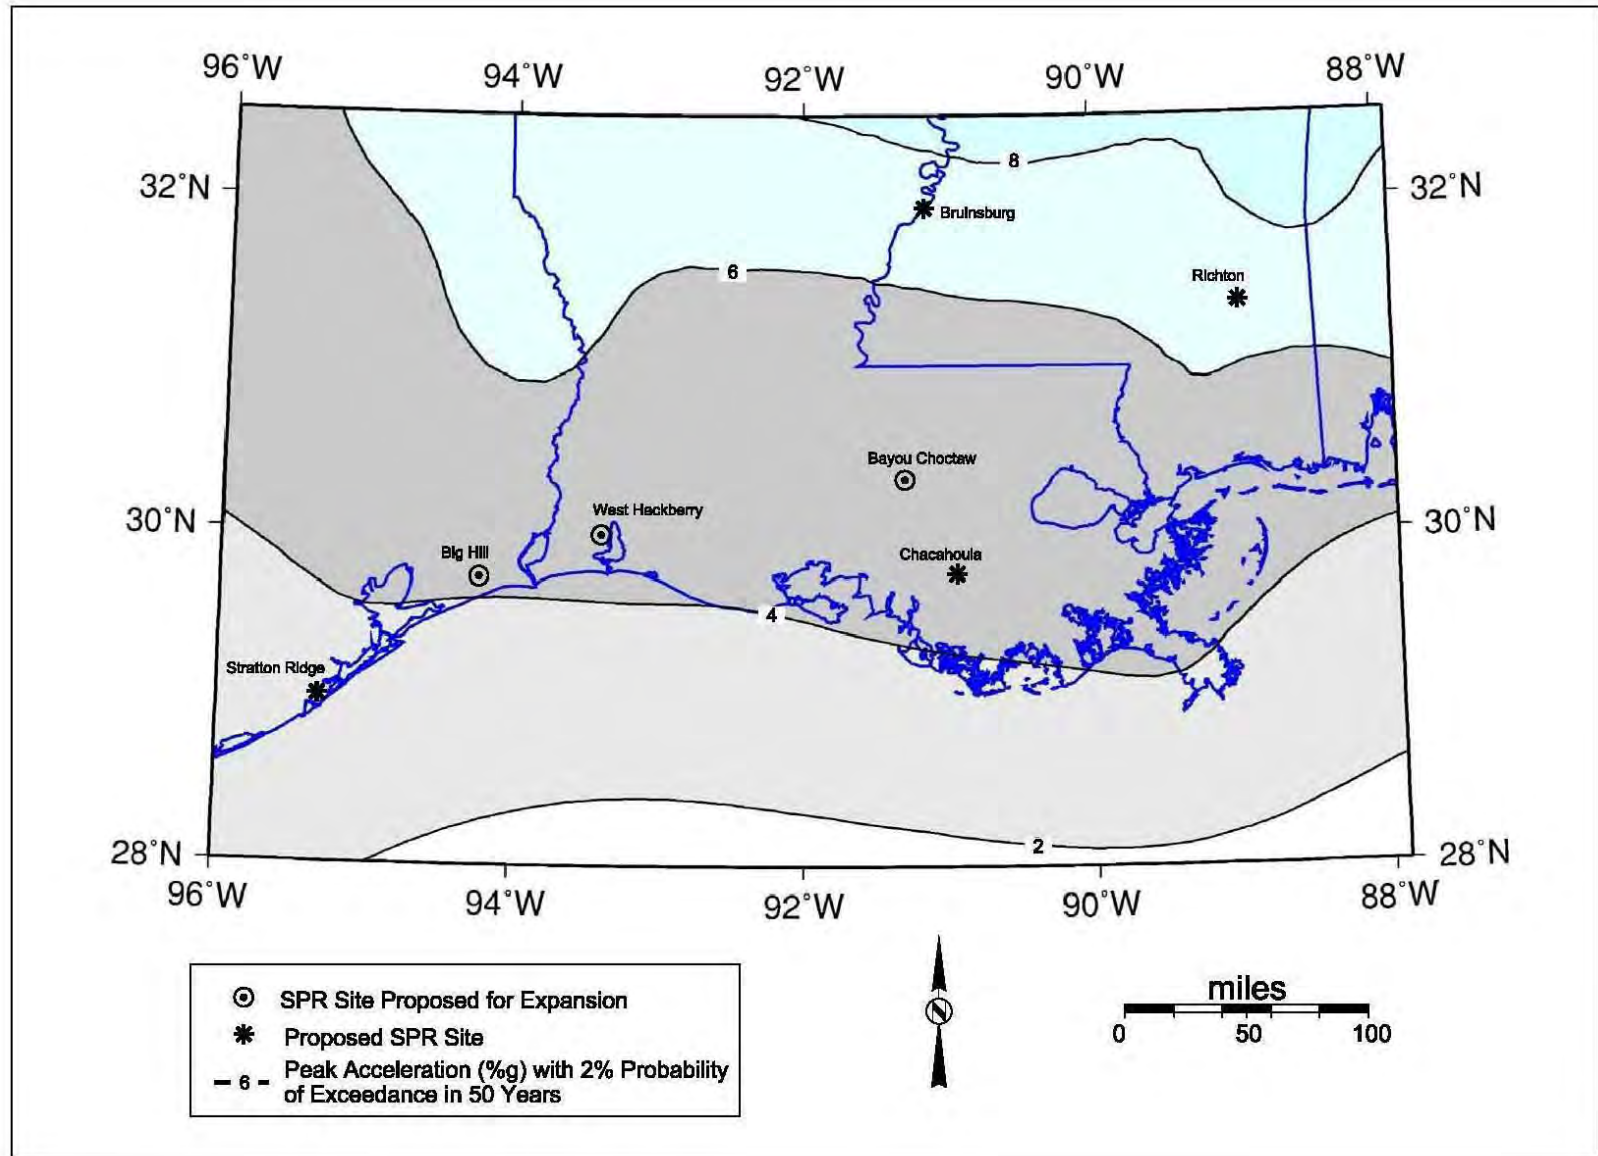 96°W 94°W 92°W 90°W 88°W
8
32°N 32°N
Bruinsburg
6
Richton
Bayou Choctaw
West Hackberry
30°N 30°N
Big Hill
Chacahoula
4
Stratton Ridge
2
28°N 28°N
96°W 94°W 92°W 90°W 88°W
SPR Site Proposed for Expansion
Proposed SPR Site
6 Peak Acceleration (%g) with 2% Probability
of Exceedance in 50 Years
miles
0 50 100